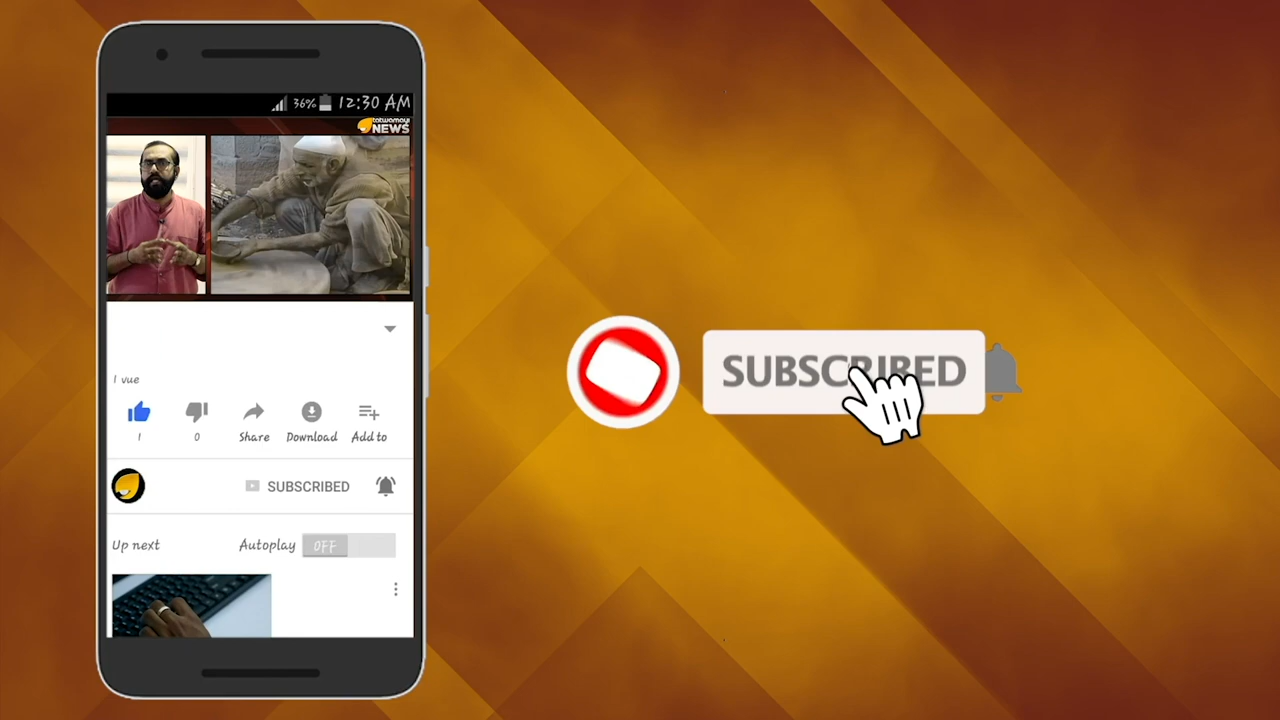 36% 12:30 AM
tatwamayi
NEWS
1 vue
1
0
Share
Download
Add to
SUBSCRIBED
Up next
Autoplay
OFF
SUBSCRIBED